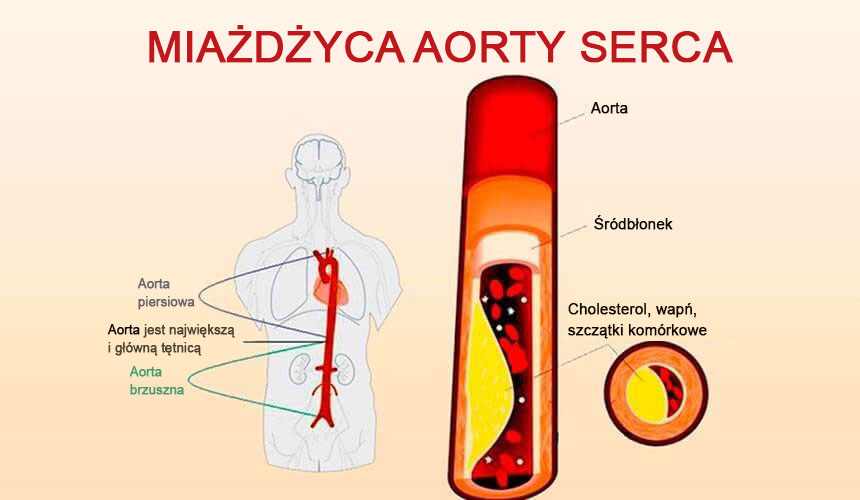 MIAŻDŻYCA AORTY SERCA
Aorta
Śródbłonek
Cholesterol, wapń,
szczątki komórkowe
Aorta
piersiowa
Aorta jest największą
i główną tętnicą
Aorta
brzuszna